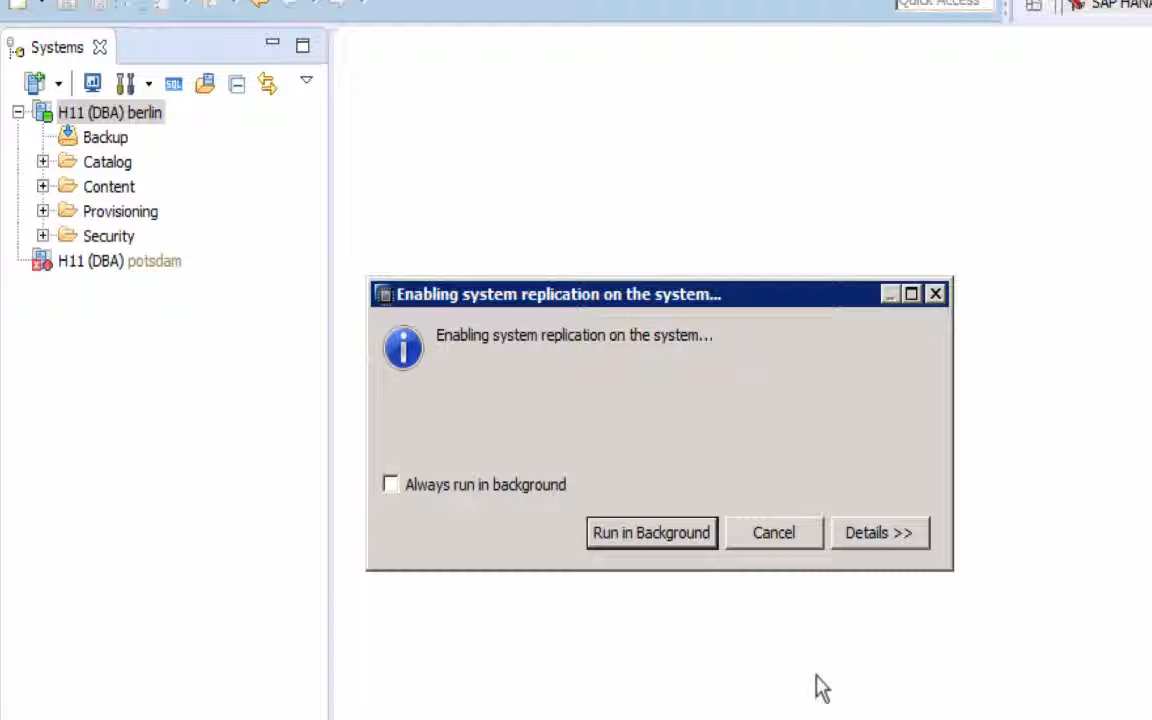 Quick Access
SAP HANA
Systems
SQL
H11 (DBA) berlin
Backup
Catalog
Content
Provisioning
Security
H11 (DBA) potsdam
Enabling system replication on the system...
Enabling system replication on the system...
Always run in background
Run in Background
Cancel
Details >>